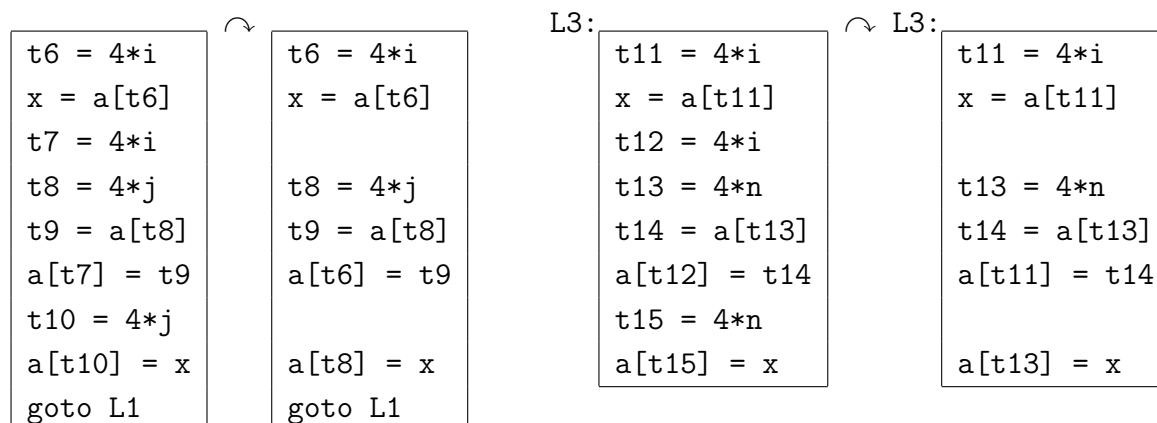 t6 = 4*i
x = a[t6]
t7 = 4*i
t8 = 4*j
t9 = a[t8]
a[t7] = t9
t10 = 4*j
a[t10] = x
goto L1
t6 = 4*i
x = a[t6]
t8 = 4*j
t9 = a[t8]
a[t6] = t9
a[t8] = x
goto L1
L3:
t11 = 4*i
x = a[t11]
t12 = 4*i
t13 = 4*n
t14 = a[t13]
a[t12] = t14
t15 = 4*n
a[t15] = x
L3:
t11 = 4*i
x = a[t11]
t13 = 4*n
t14 = a[t13]
a[t11] = t14
a[t13] = x